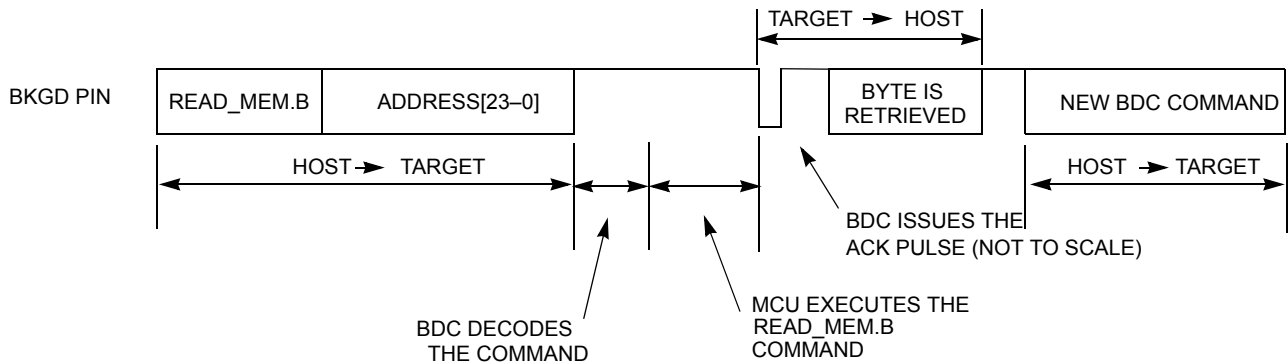 TARGET → HOST
BKGD PIN
READ_MEM.B
ADDRESS[23–0]
BYTE IS
RETRIEVED
NEW BDC COMMAND
HOST → TARGET
HOST → TARGET
BDC ISSUES THE
ACK PULSE (NOT TO SCALE)
BDC DECODES
THE COMMAND
MCU EXECUTES THE
READ_MEM.B
COMMAND